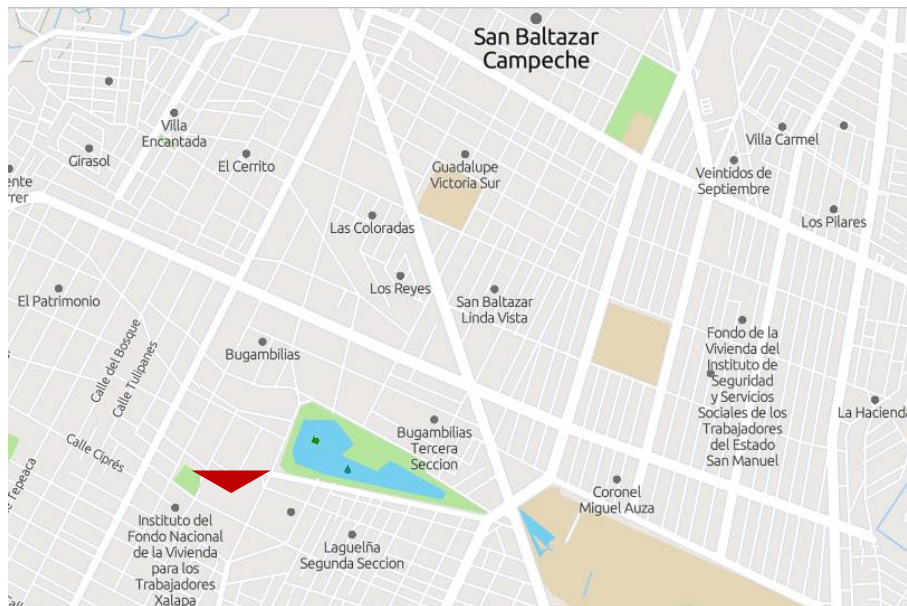 San Baltazar
Campeche
Villa
Encantada
Girasol
El Cerrito
Guadalupe
Victoria Sur
Villa Carmel
Veintidos de
Septiembre
ente
rrer
Las Coloradas
Los Pilares
El Patrimonio
Los Reyes
San Baltazar
Linda Vista
Calle del Bosque
Calle Tulipanes
Bugambilias
Fondo de la
Vivienda del
Instituto de
Seguridad
y Servicios
Sociales de los
Trabajadores
del Estado
San Manuel
La Hacienda
Bugambilias
Tercera
Seccion
Calle Ciprés
e Tepeaca
Coronel
Miguel Auza
Instituto del
Fondo Nacional
de la Vivienda
para los
Trabajadores
Xalapa
Laguelña
Segunda Seccion